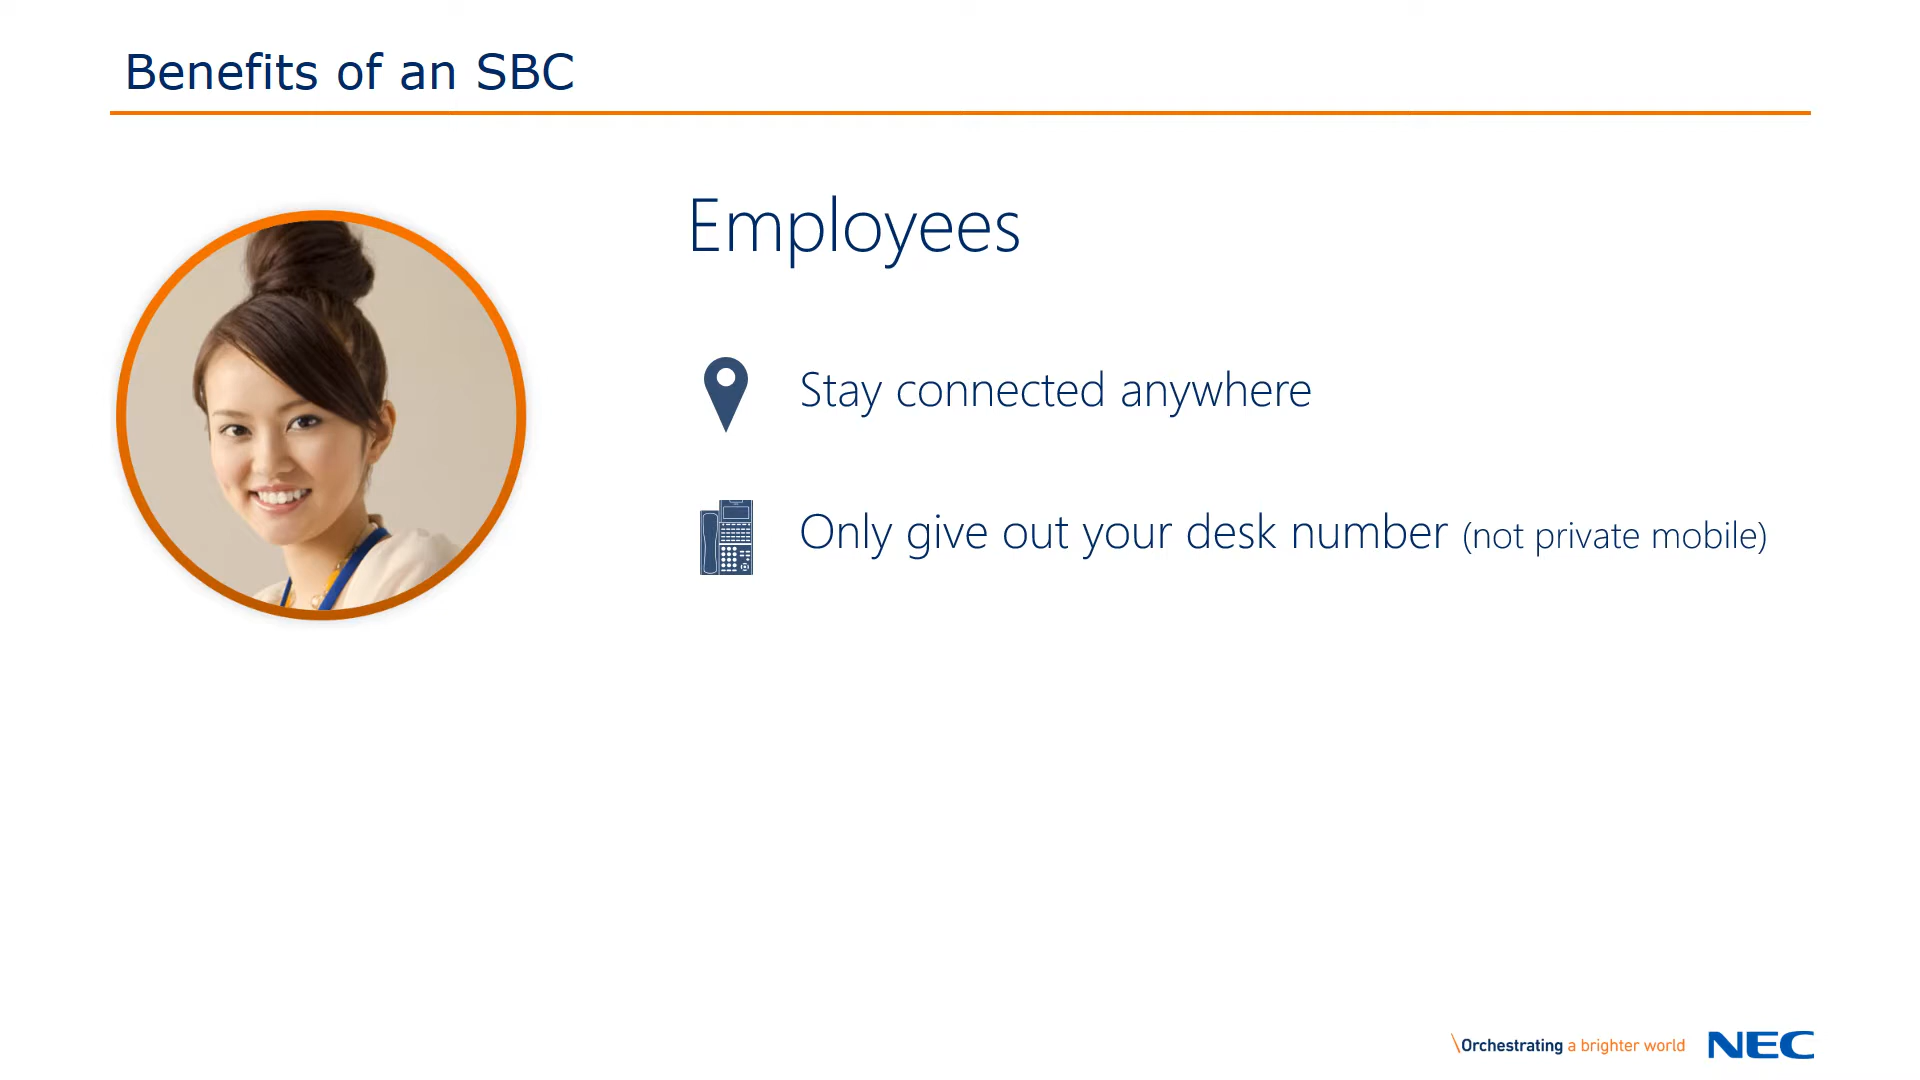 Benefits of an SBC
Employees
Stay connected anywhere
Only give out your desk number (not private mobile)
\Orchestrating a brighter world NEC